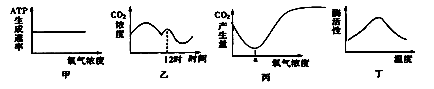 ATP
生成速率
氧气浓度
甲
CO₂
浓度
12时
时间
乙
CO₂
产生量
a
氧气浓度
丙
酶活性
温度
丁